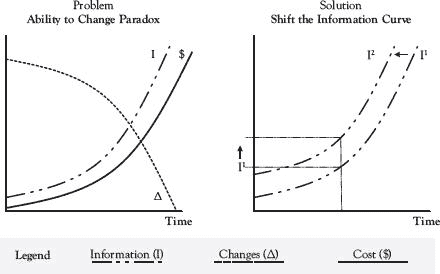 Problem
Ability to Change Paradox
I
$
Δ
Time
Solution
Shift the Information Curve
I²
I¹
I¹
Time
Legend
Information (I)
Changes (Δ)
Cost ($)